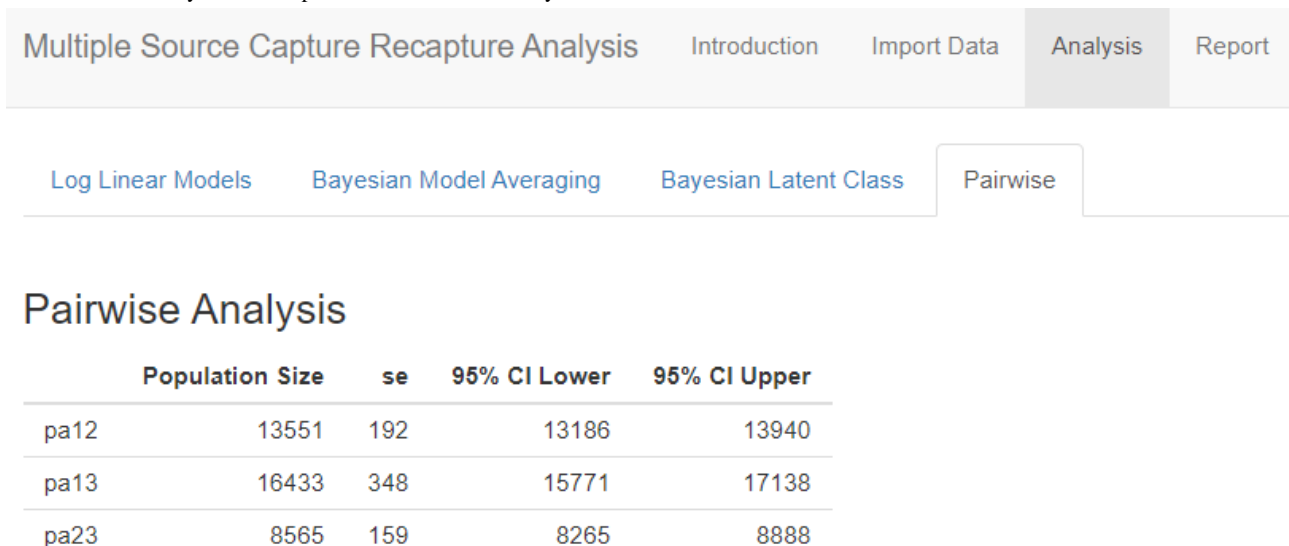 Multiple Source Capture Recapture Analysis Introduction Import Data Analysis Report
Log Linear Models Bayesian Model Averaging Bayesian Latent Class Pairwise
Pairwise Analysis
Population Size se 95% CI Lower 95% CI Upper
pa12 13551 192 13186 13940
pa13 16433 348 15771 17138
pa23 8565 159 8265 8888